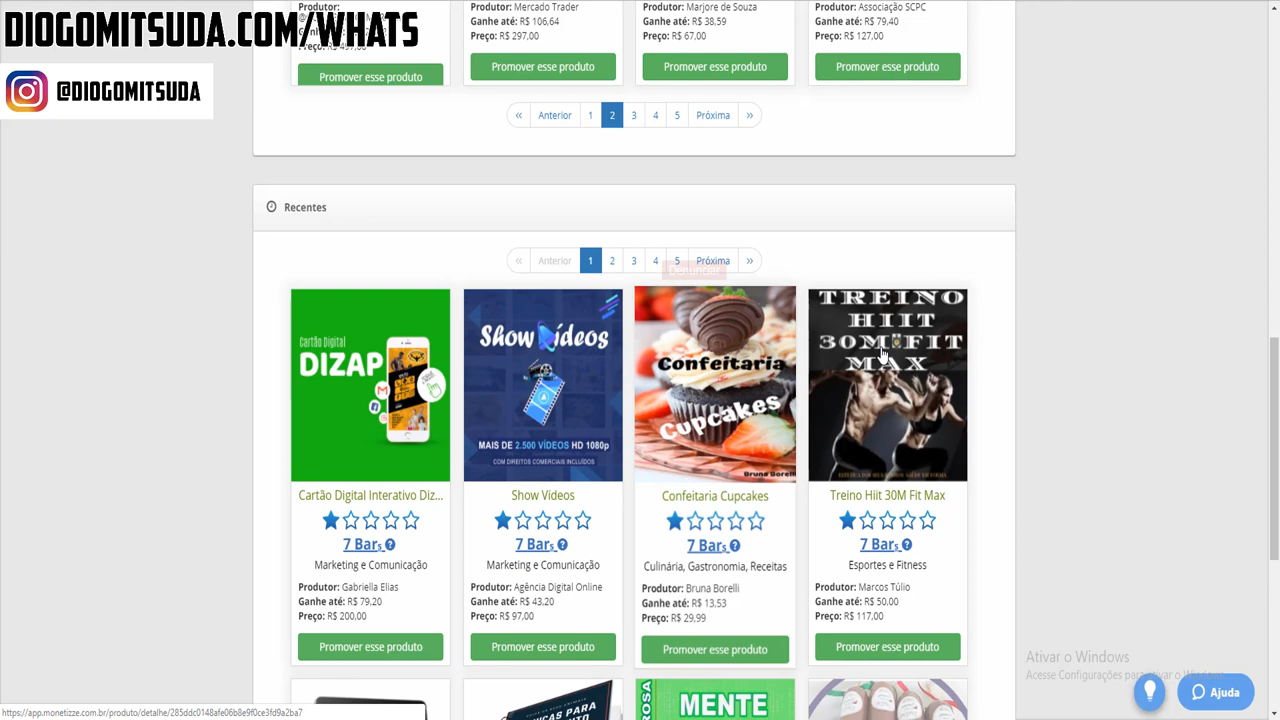 DIOGOMITSUDA.COM/WHATS
@DIOGOMITSUDA
Produtor:
Preço: R$ 497,00
Promover esse produto
Produtor: Mercado Trader
Ganhe até: R$ 106,64
Preço: R$ 297,00
Promover esse produto
Produtor: Marjore de Souza
Ganhe até: R$ 38,59
Preço: R$ 67,00
Promover esse produto
Produtor: Associação SCPC
Ganhe até: R$ 79,40
Preço: R$ 127,00
Promover esse produto
« Anterior 1 2 3 4 5 Próxima »
Recentes
« Anterior 1 2 3 4 5 Próxima »
Denunciar
Cartão Digital
DIZAP
Cartão Digital Interativo Diz...
7 Bars
Marketing e Comunicação
Produtor: Gabriella Elias
Ganhe até: R$ 79,20
Preço: R$ 200,00
Promover esse produto
Show Vídeos
MAIS DE 2.500 VÍDEOS HD 1080p
COM DIREITOS COMERCIAIS INCLUÍDOS
Show Vídeos
7 Bars
Marketing e Comunicação
Produtor: Agência Digital Online
Ganhe até: R$ 43,20
Preço: R$ 97,00
Promover esse produto
Confeitaria
Cupcakes
Bruna Borelli
Confeitaria Cupcakes
7 Bars
Culinária, Gastronomia, Receitas
Produtor: Bruna Borelli
Ganhe até: R$ 13,53
Preço: R$ 29,99
Promover esse produto
TREINO
HIIT
30M FIT
MAX
Treino Hiit 30M Fit Max
7 Bars
Esportes e Fitness
Produtor: Marcos Túlio
Ganhe até: R$ 50,00
Preço: R$ 117,00
Promover esse produto
MENTE
Ativar o Windows
Acesse Configurações para ativar o Windows.
Ajuda
https://app.monetizze.com.br/produto/detalhe/285ddc0148afe06b8e9f0ce3fd9a2ba7